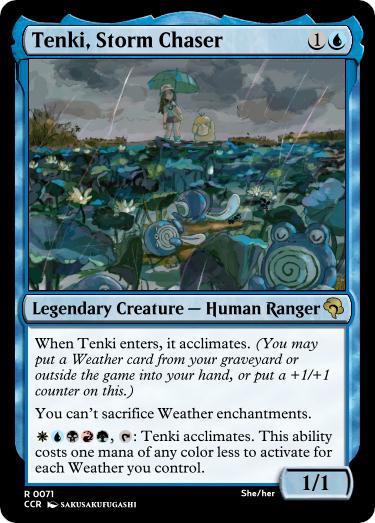 Tenki, Storm Chaser 1
Legendary Creature — Human Ranger
When Tenki enters, it acclimates. (You may
put a Weather card from your graveyard or
outside the game into your hand, or put a +1/+1
counter on this.)
You can't sacrifice Weather enchantments.
, : Tenki acclimates. This ability
costs one mana of any color less to activate for
each Weather you control.
1/1
R 0071
She/her
CCR SAKUSAKUFUGASHI